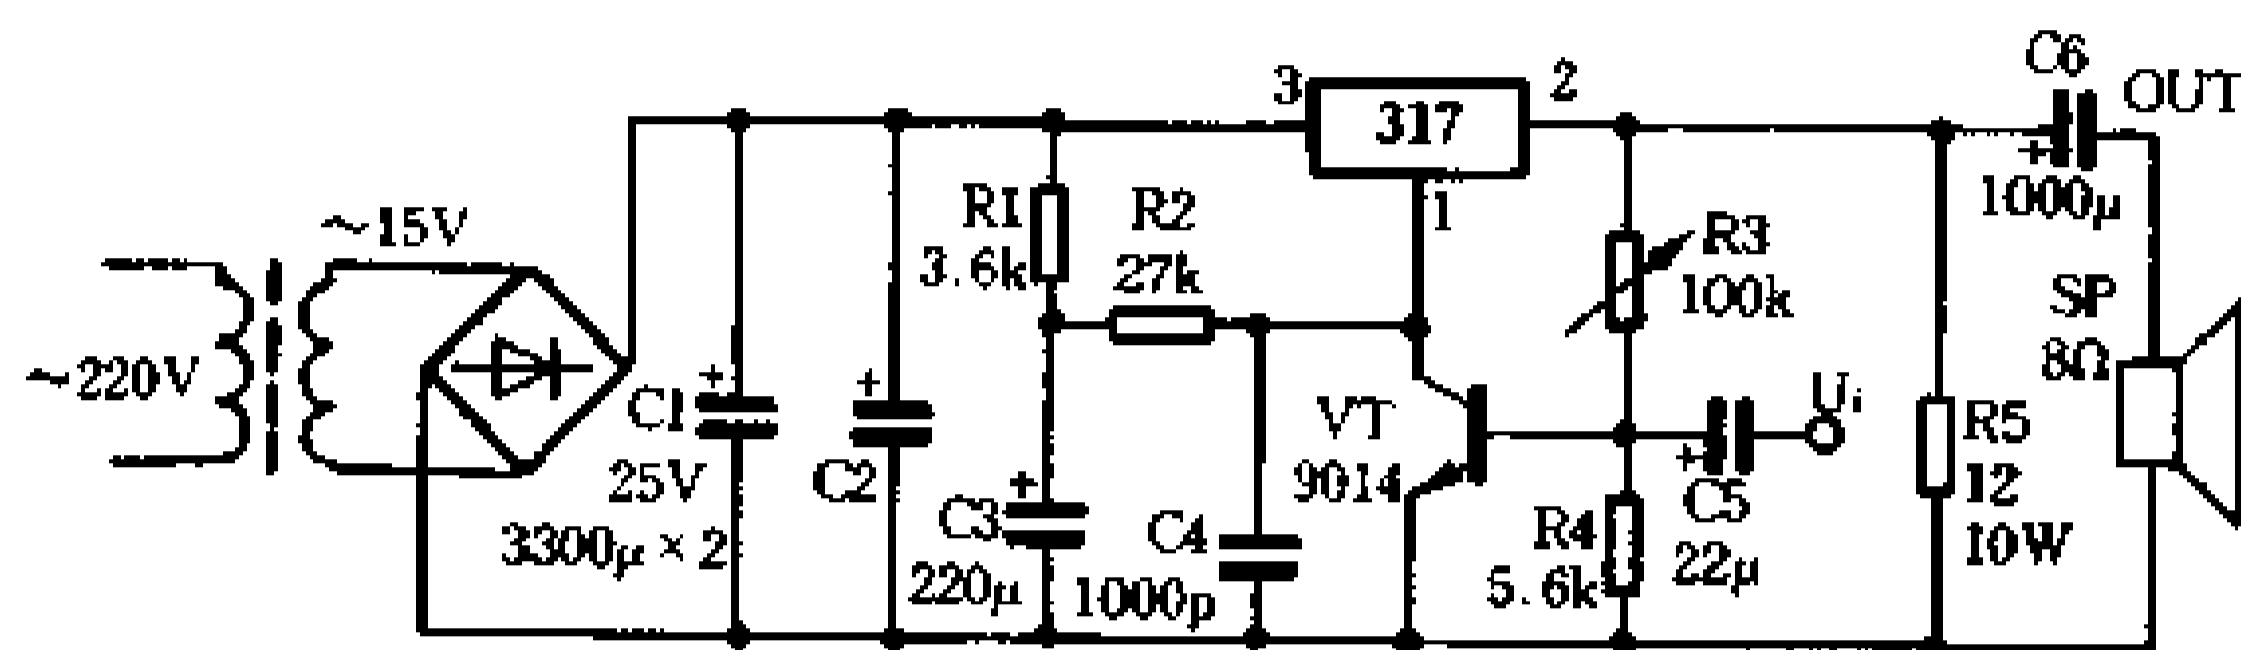 ~220V
~15V
C1
25V
3300μ×2
C2
R1
3.6k
R2
27k
C3
220μ
C4
1000p
3
317
2
1
VT
9014
R3
100k
R4
5.6k
C5
22μ
Ui
R5
12
10W
C6
1000μ
OUT
SP
8Ω
+
+
+
+
+